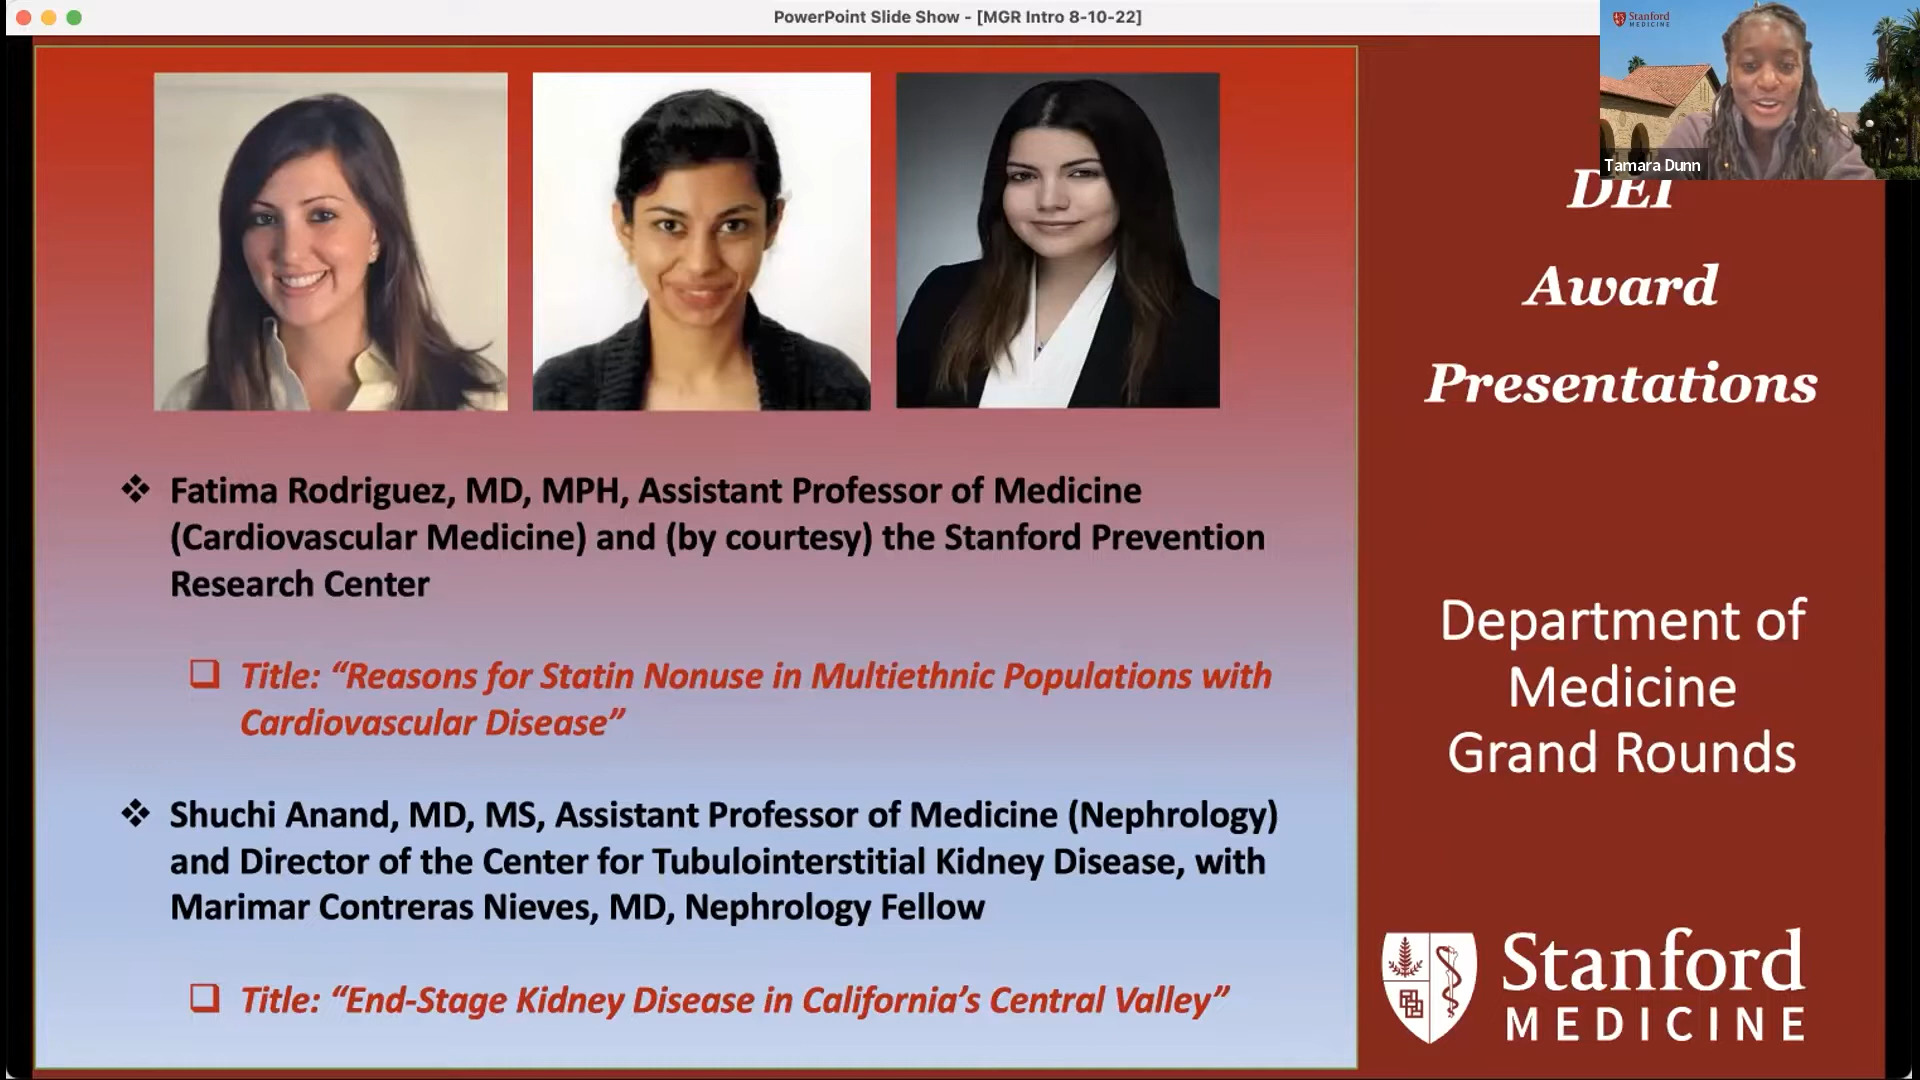 PowerPoint Slide Show - [MGR Intro 8-10-22]
Stanford
MEDICINE
Tamara Dunn
DEI
Award
Presentations
❖ Fatima Rodriguez, MD, MPH, Assistant Professor of Medicine
(Cardiovascular Medicine) and (by courtesy) the Stanford Prevention
Research Center
❑ Title: “Reasons for Statin Nonuse in Multiethnic Populations with
Cardiovascular Disease”
❖ Shuchi Anand, MD, MS, Assistant Professor of Medicine (Nephrology)
and Director of the Center for Tubulointerstitial Kidney Disease, with
Marimar Contreras Nieves, MD, Nephrology Fellow
❑ Title: “End-Stage Kidney Disease in California’s Central Valley”
Department of
Medicine
Grand Rounds
Stanford
MEDICINE